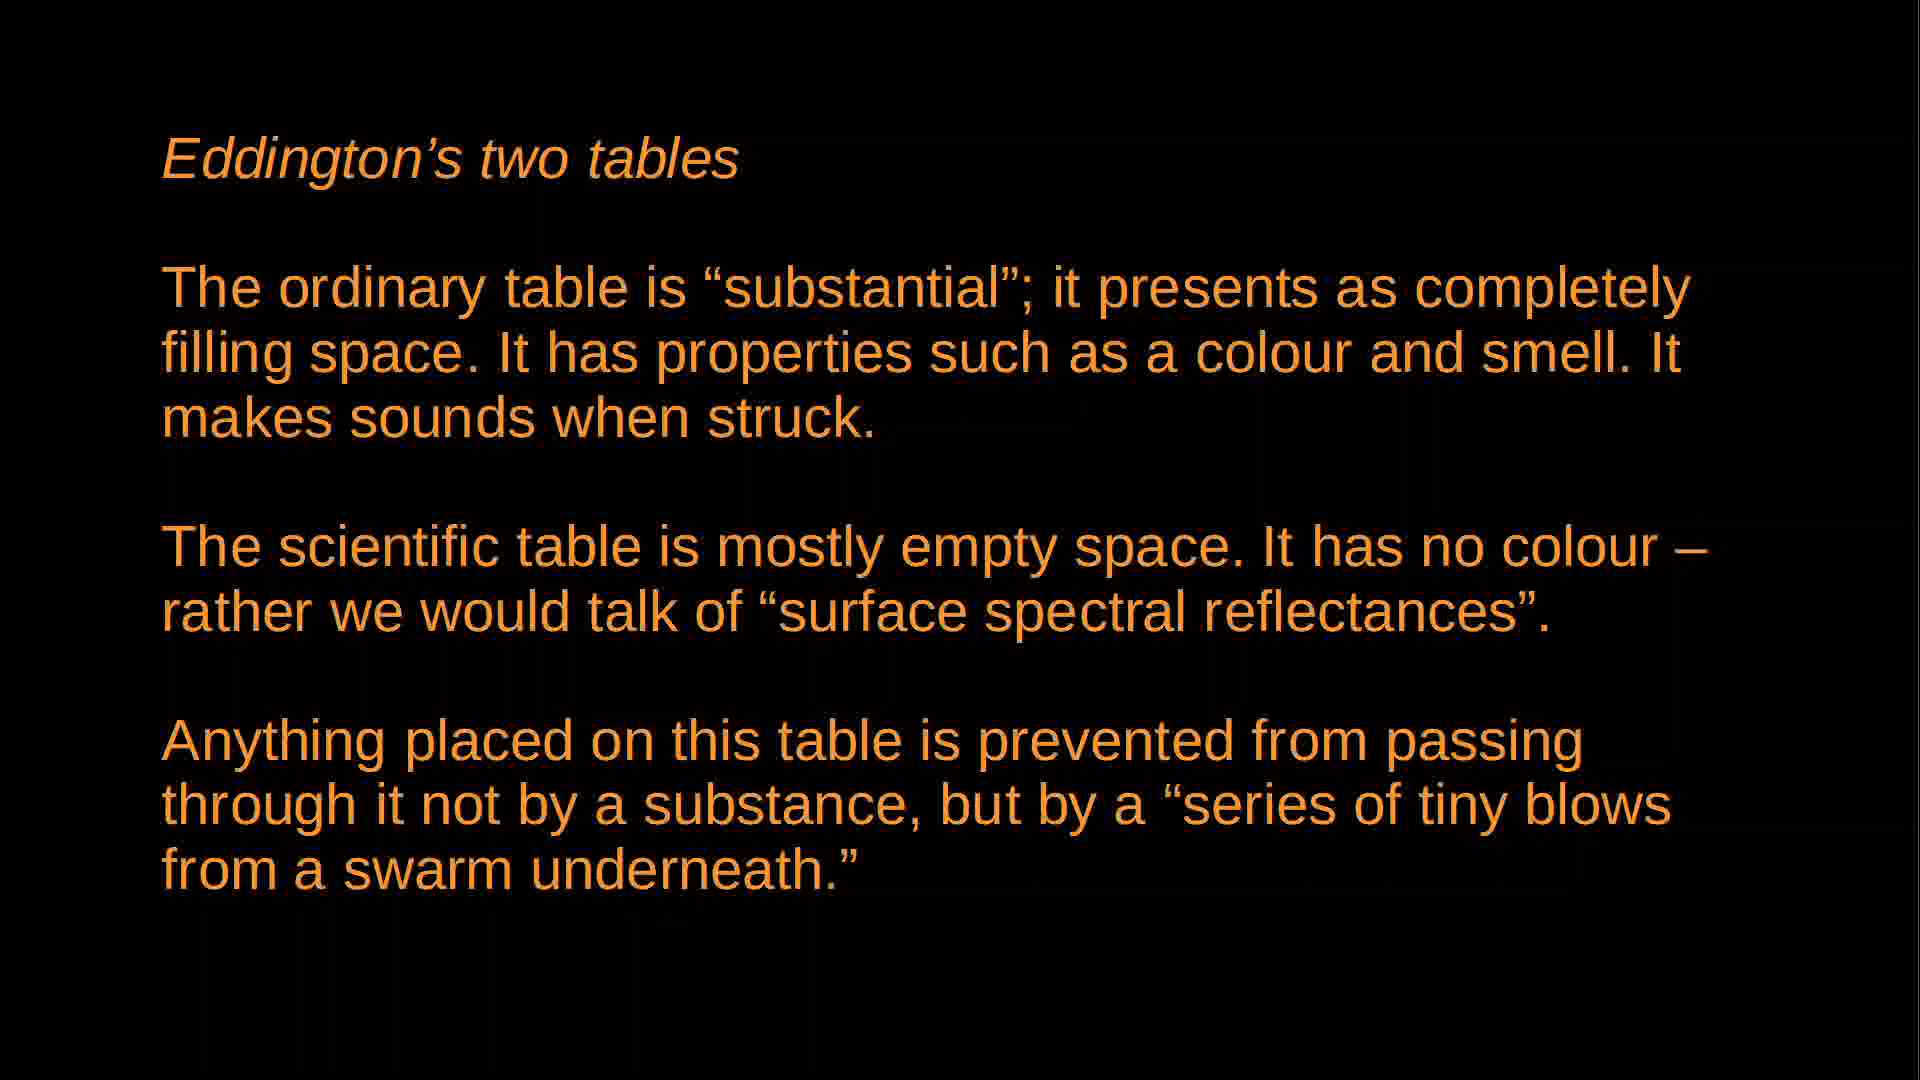 Eddington’s two tables
The ordinary table is “substantial”; it presents as completely
filling space. It has properties such as a colour and smell. It
makes sounds when struck.
The scientific table is mostly empty space. It has no colour –
rather we would talk of “surface spectral reflectances”.
Anything placed on this table is prevented from passing
through it not by a substance, but by a “series of tiny blows
from a swarm underneath.”